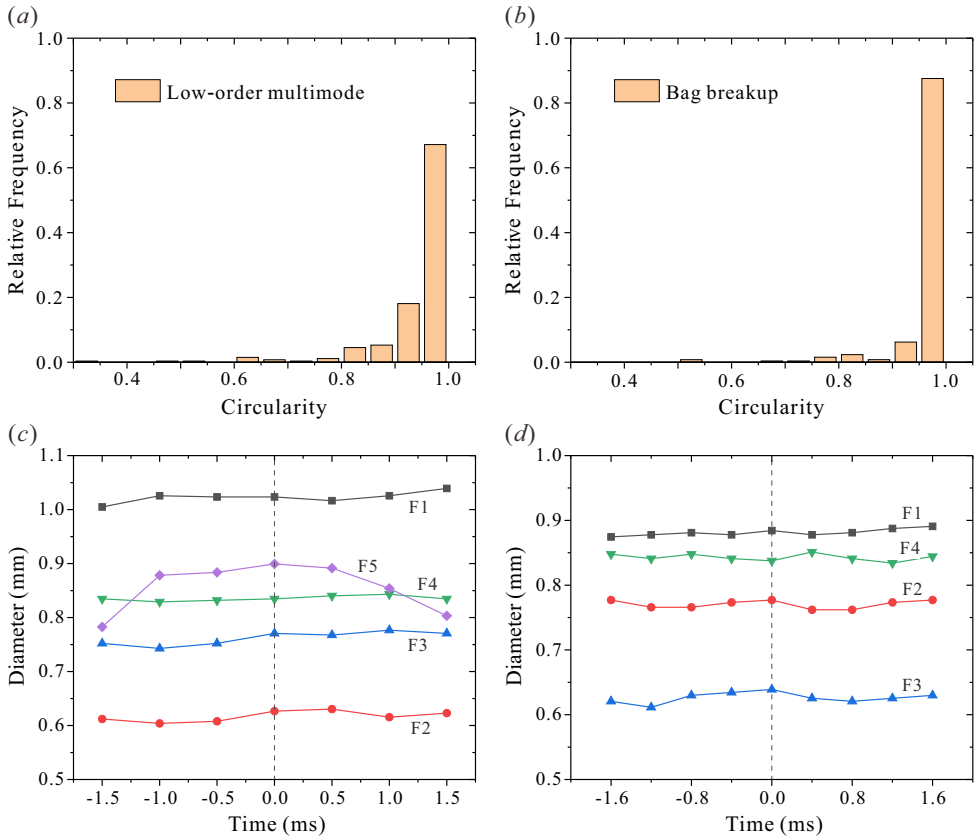 (a)
1.0
0.8
0.6
0.4
0.2
0.0
Relative Frequency
Low-order multimode
0.4 0.6 0.8 1.0
Circularity
(b)
1.0
0.8
0.6
0.4
0.2
0.0
Relative Frequency
Bag breakup
0.4 0.6 0.8 1.0
Circularity
(c)
1.1
1.0
0.9
0.8
0.7
0.6
0.5
Diameter (mm)
F1
F5
F4
F3
F2
-1.5 -1.0 -0.5 0.0 0.5 1.0 1.5
Time (ms)
(d)
1.0
0.9
0.8
0.7
0.6
0.5
Diameter (mm)
F1
F4
F2
F3
-1.6 -0.8 0.0 0.8 1.6
Time (ms)